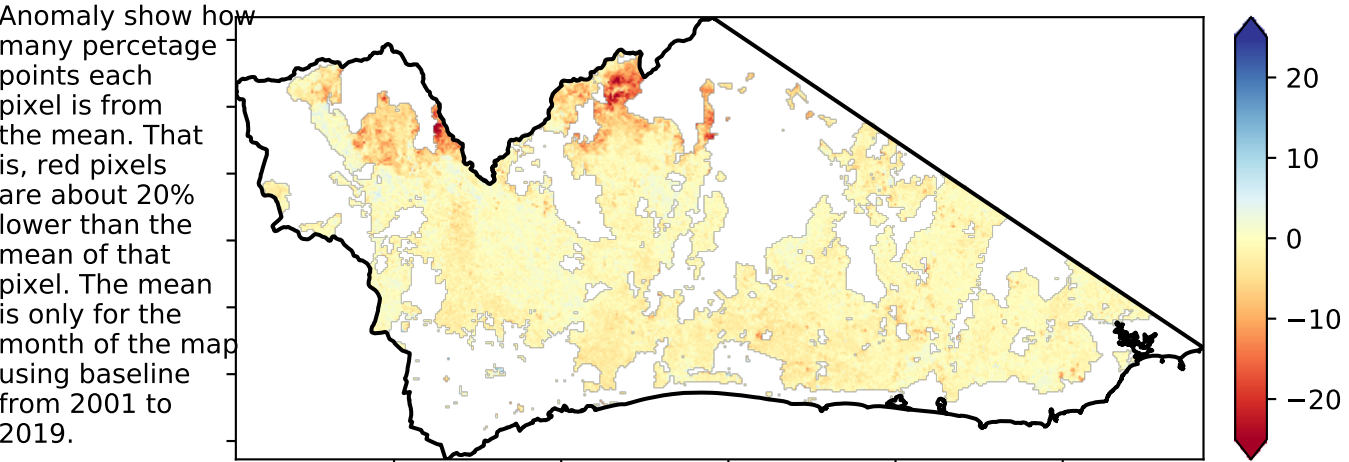 Anomaly show how
many percetage
points each
pixel is from
the mean. That
is, red pixels
are about 20%
lower than the
mean of that
pixel. The mean
is only for the
month of the map
using baseline
from 2001 to
2019.
20
10
0
−10
−20